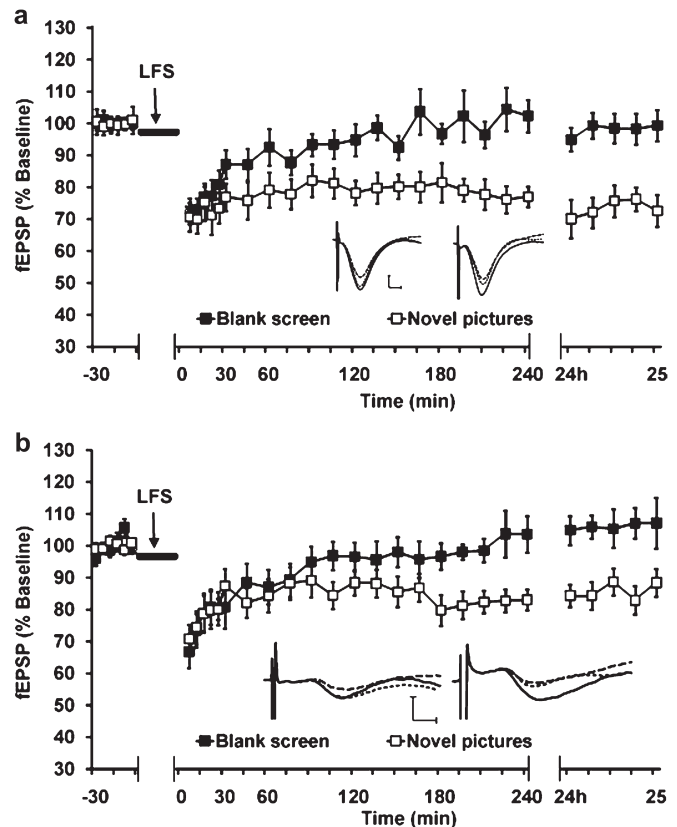 a
130
120
110
100
90
80
70
60
50
40
30
fEPSP (% Baseline)
LFS
Blank screen
Novel pictures
-30 0 30 60 120 180 240 24h 25
Time (min)
b
130
120
110
100
90
80
70
60
50
40
30
fEPSP (% Baseline)
LFS
Blank screen
Novel pictures
-30 0 30 60 120 180 240 24h 25
Time (min)